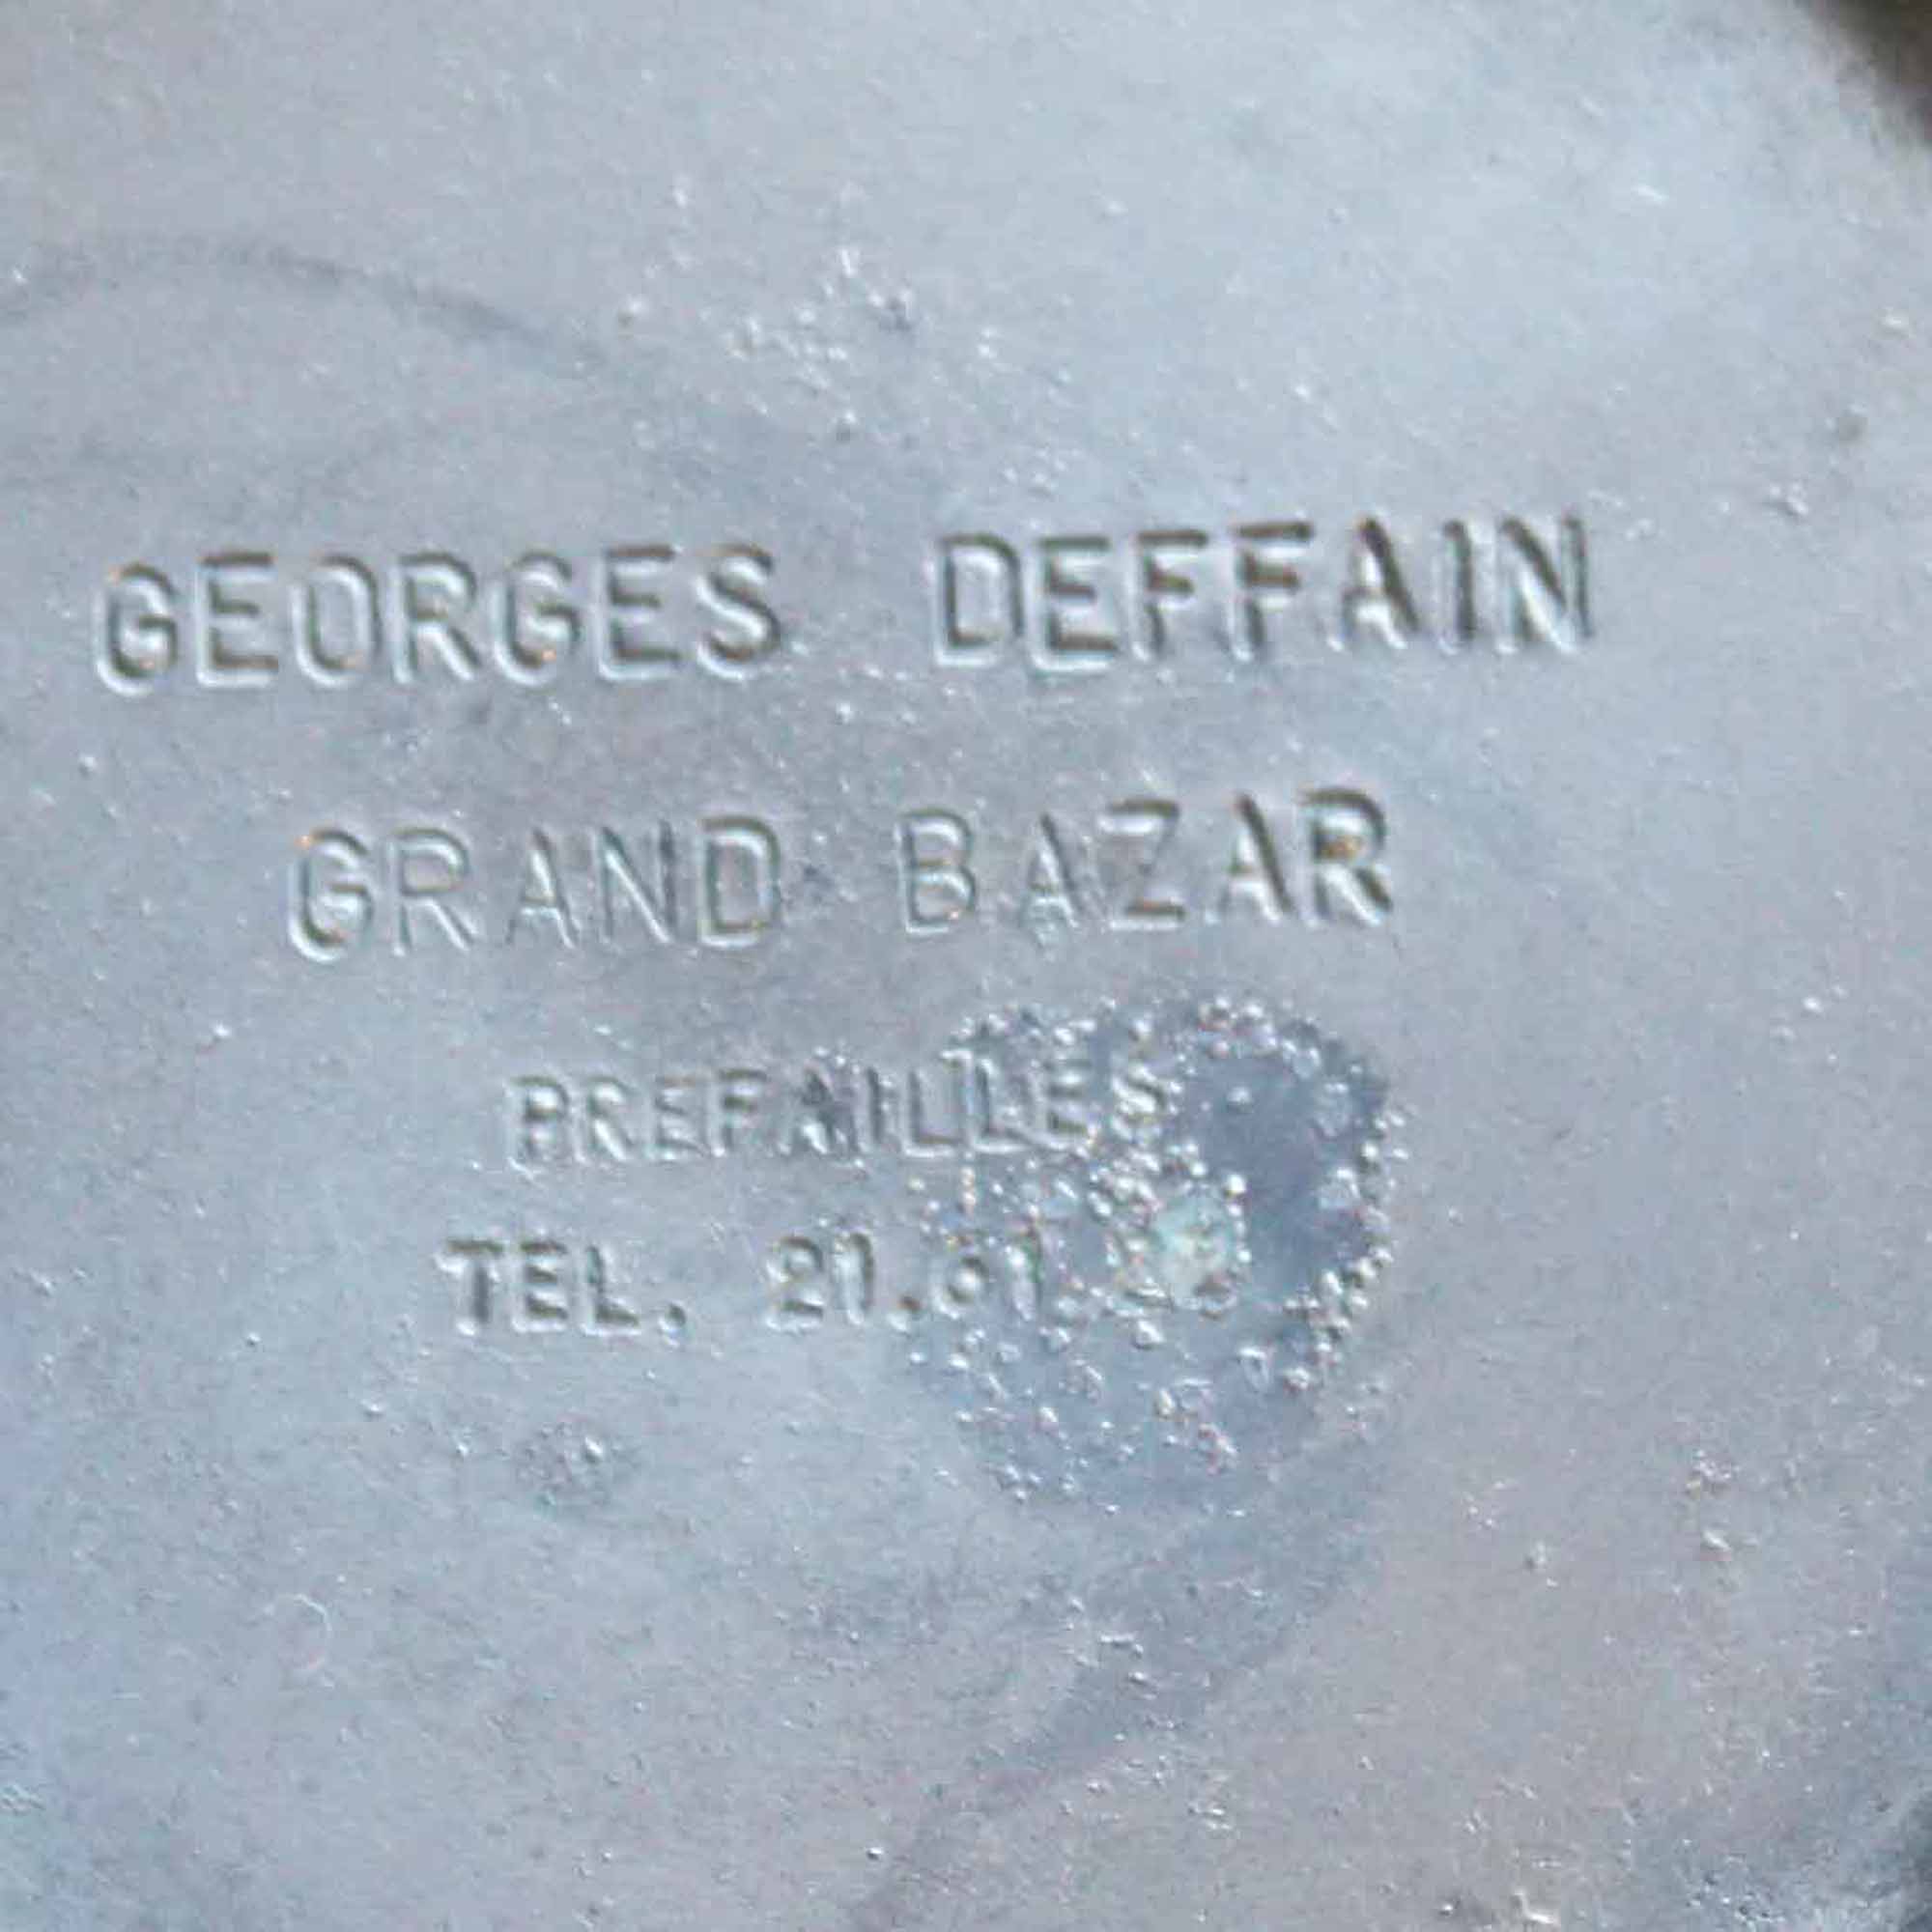 GEORGES DEFFAIN
GRAND BAZAR
PREFAILLES
TEL. 21.61